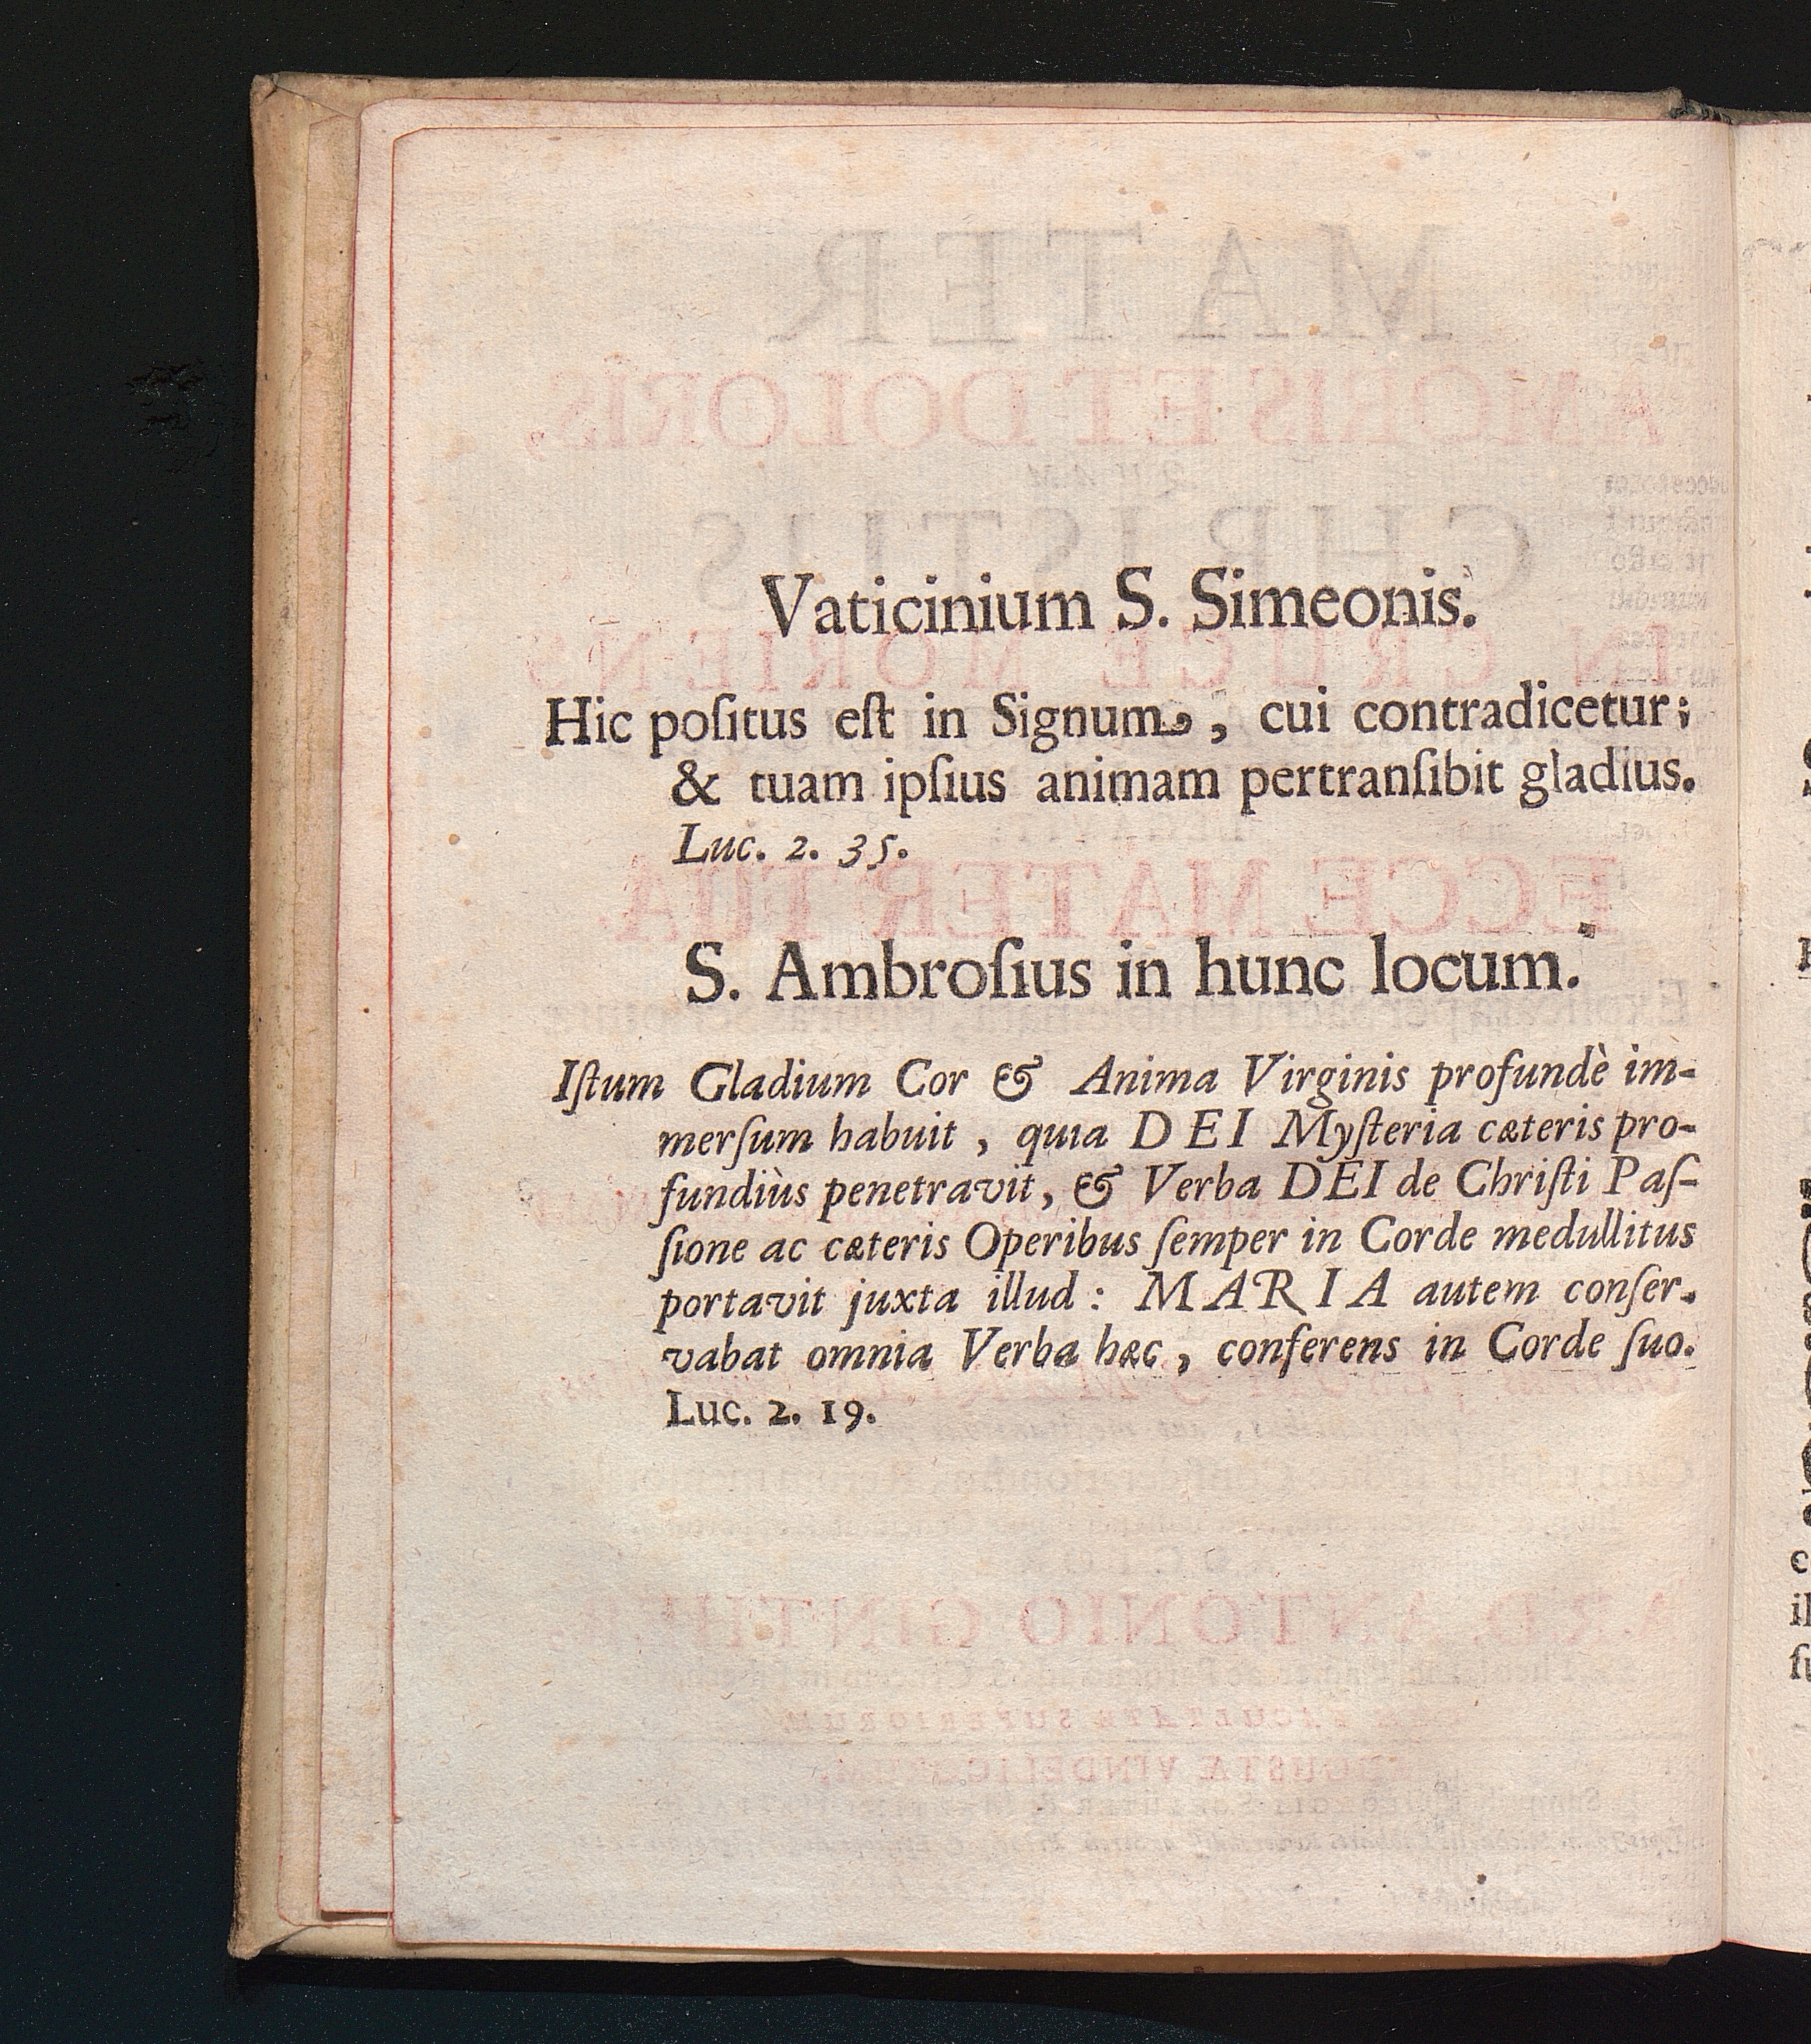 Vaticinium S. Simeonis.
Hic poſitus eſt in Signum, cui contradicetur;
& tuam ipſius animam pertranſibit gladius.
Luc. 2. 35.
S. Ambroſius in hunc locum.
Iſtum Gladium Cor & Anima Virginis profundè im-
merſum habuit, quia DEI Myſteria cæteris pro-
fundiùs penetravit, & Verba DEI de Chriſti Paſ-
ſione ac cæteris Operibus ſemper in Corde medullitus
portavit juxta illud: MARIA autem conſer-
vabat omnia Verba hæc, conferens in Corde ſuo.
Luc. 2. 19.